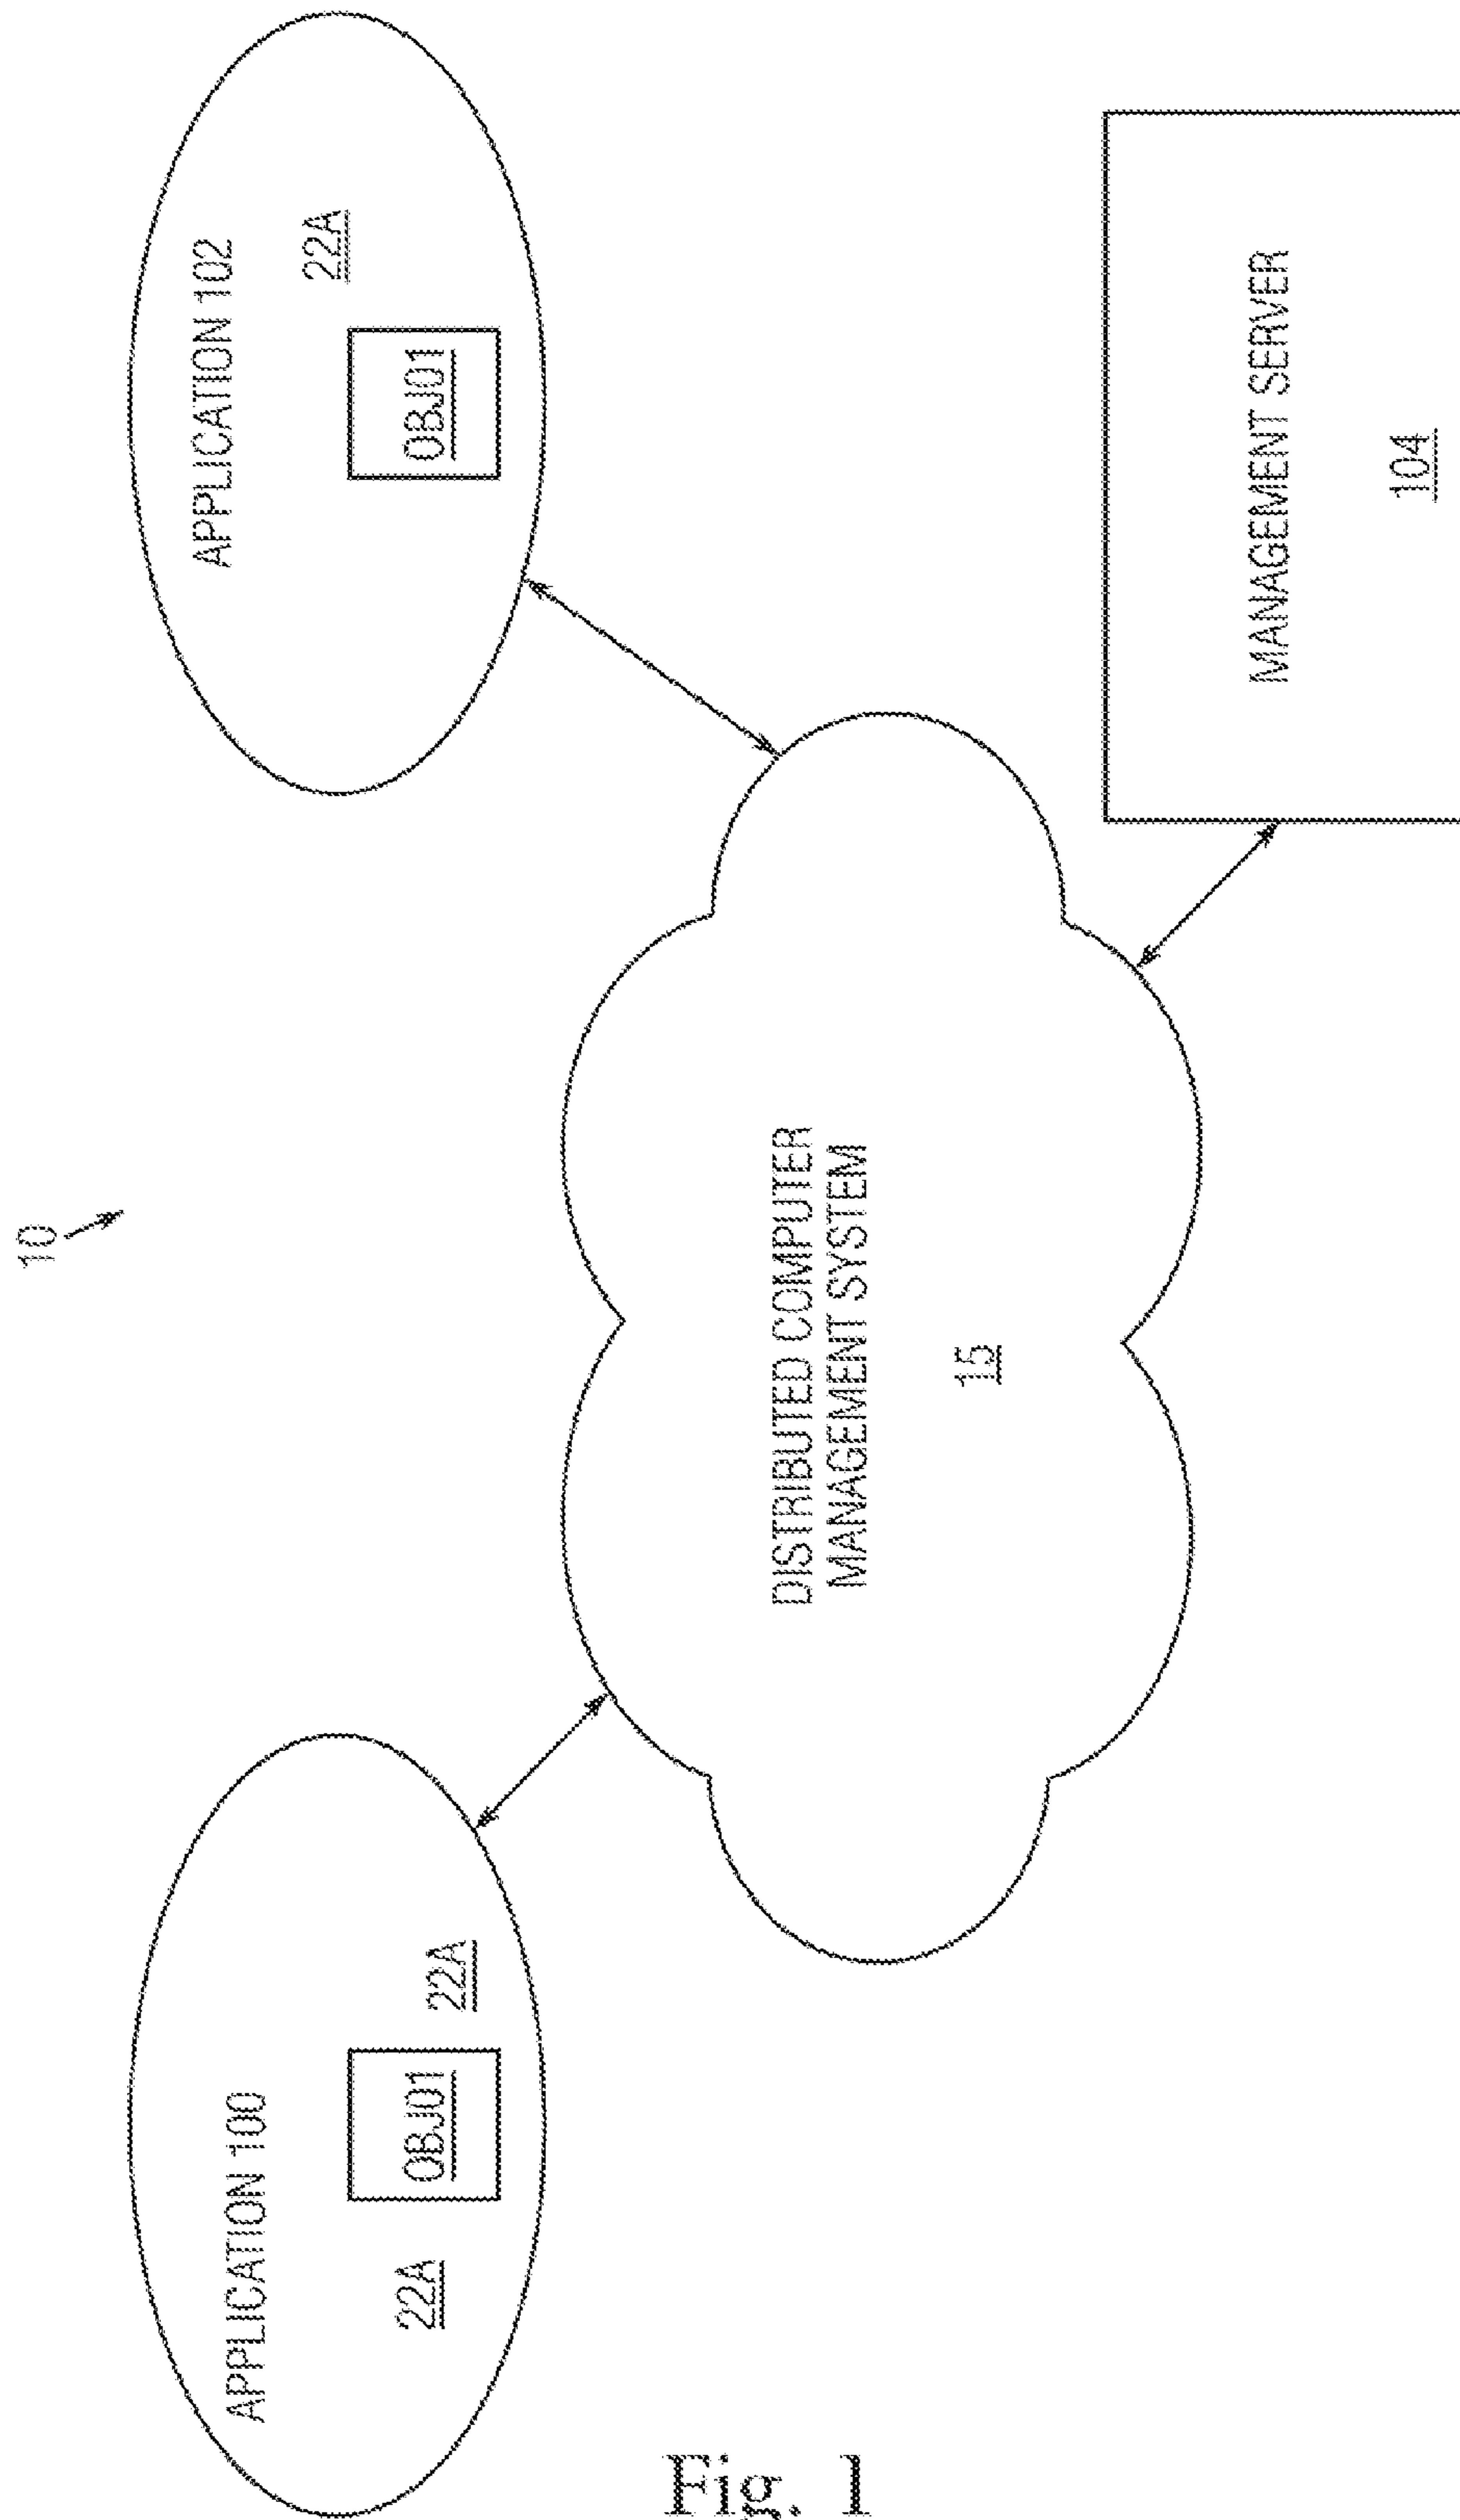 10
APPLICATION 100
22A
OBJ01
22A
APPLICATION 102
22A
OBJ01
DISTRIBUTED COMPUTER
MANAGEMENT SYSTEM
15
MANAGEMENT SERVER
104
Fig. 1